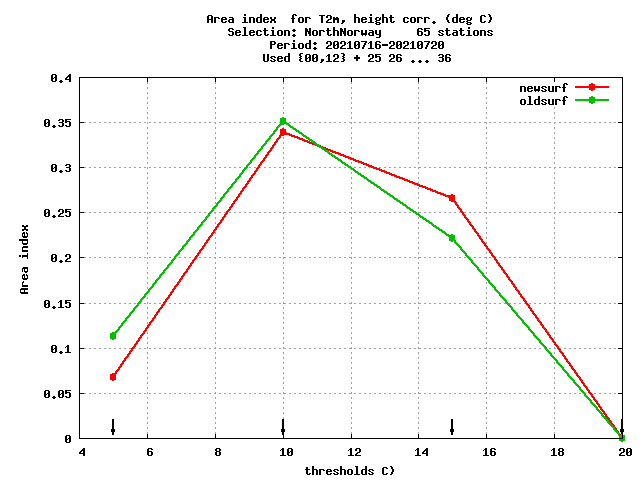 Area index  for T2m, height corr. (deg C)
Selection: NorthNorway     65 stations
Period: 20210716-20210720
Used {00,12} + 25 26 ... 36
newsurf
oldsurf
0.4
0.35
0.3
0.25
0.2
0.15
0.1
0.05
0
Area index
4 6 8 10 12 14 16 18 20
thresholds C)